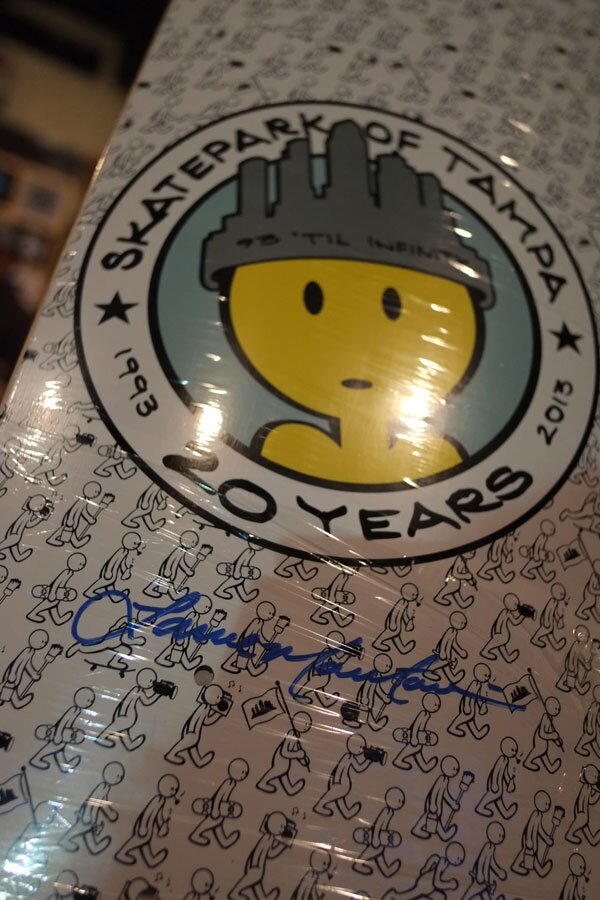 SKATEPARK OF TAMPA
93 'TIL INFINITY
1993
2013
20 YEARS